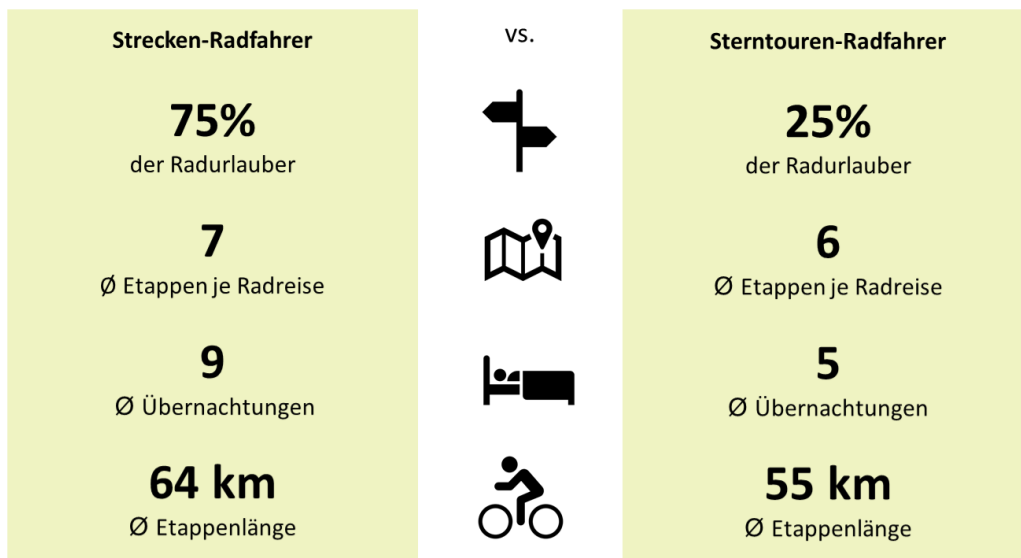 Strecken-Radfahrer
vs.
Sterntouren-Radfahrer
75%
der Radurlauber
25%
der Radurlauber
7
Ø Etappen je Radreise
6
Ø Etappen je Radreise
9
Ø Übernachtungen
5
Ø Übernachtungen
64 km
Ø Etappenlänge
55 km
Ø Etappenlänge